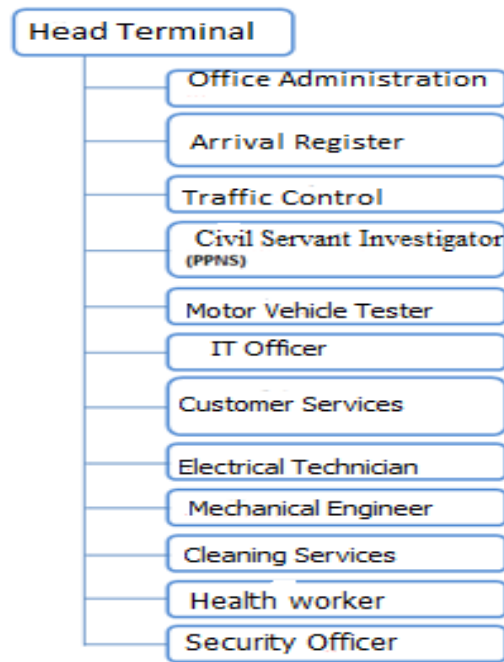 Head Terminal
Office Administration
Arrival Register
Traffic Control
Civil Servant Investigator
(PPNS)
Motor Vehicle Tester
IT Officer
Customer Services
Electrical Technician
Mechanical Engineer
Cleaning Services
Health worker
Security Officer